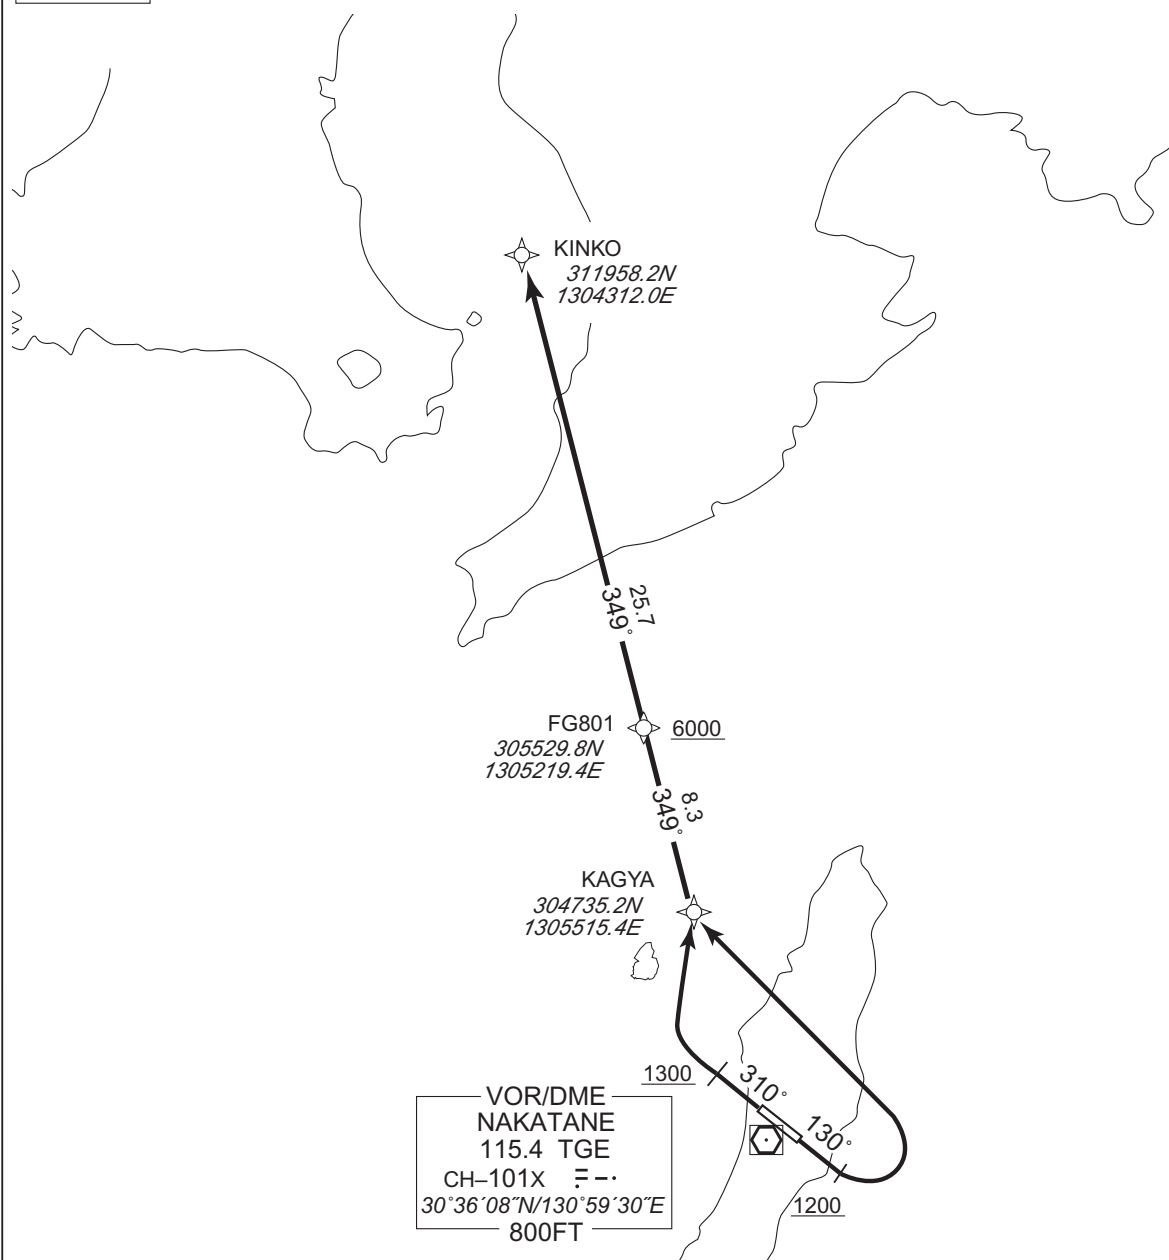 KINKO
311958.2N
1304312.0E
25.7
349°
FG801
6000
305529.8N
1305219.4E
8.3
349°
KAGYA
304735.2N
1305515.4E
1300
310°
130°
1200
VOR/DME
NAKATANE
115.4 TGE
CH–101X
30°36´08˝N/130°59´30˝E
800FT